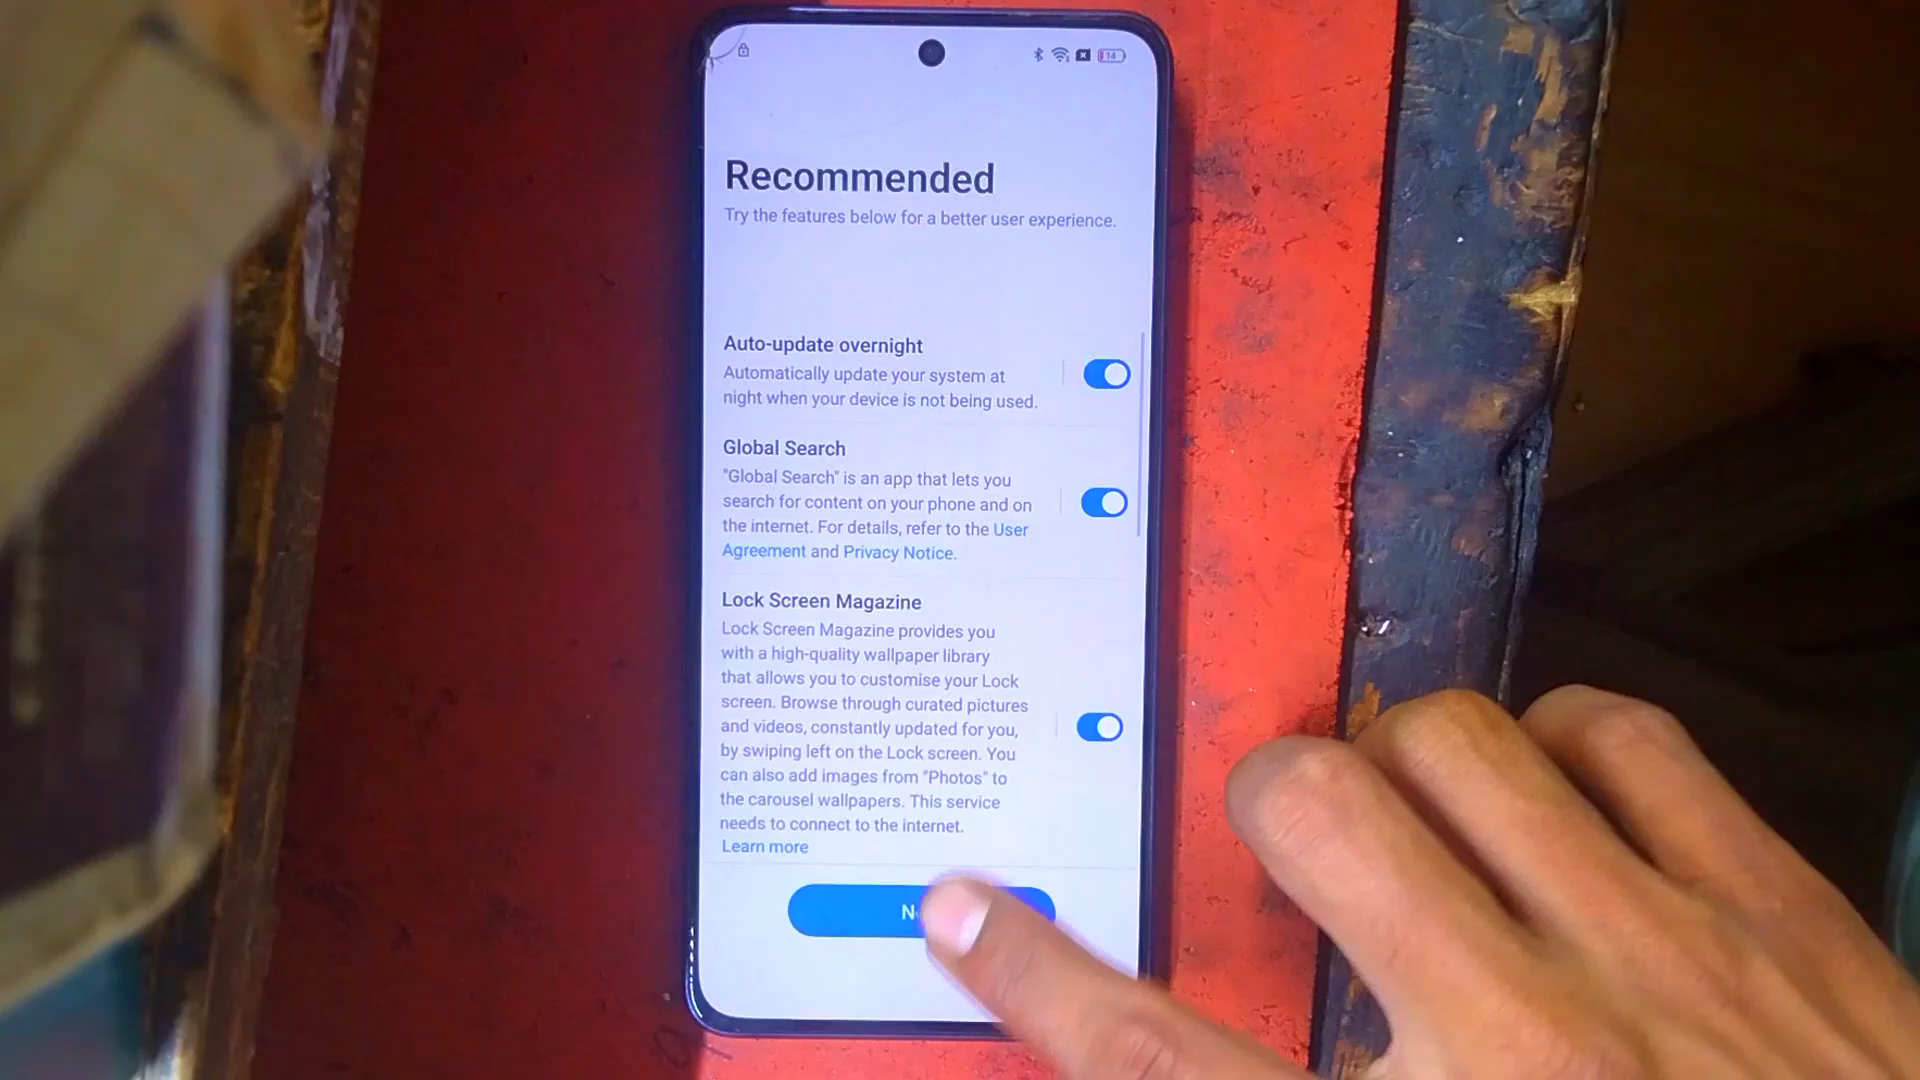 14
Recommended
Try the features below for a better user experience.
Auto-update overnight
Automatically update your system at
night when your device is not being used.
Global Search
"Global Search" is an app that lets you
search for content on your phone and on
the internet. For details, refer to the User
Agreement and Privacy Notice.
Lock Screen Magazine
Lock Screen Magazine provides you
with a high-quality wallpaper library
that allows you to customise your Lock
screen. Browse through curated pictures
and videos, constantly updated for you,
by swiping left on the Lock screen. You
can also add images from "Photos" to
the carousel wallpapers. This service
needs to connect to the internet.
Learn more